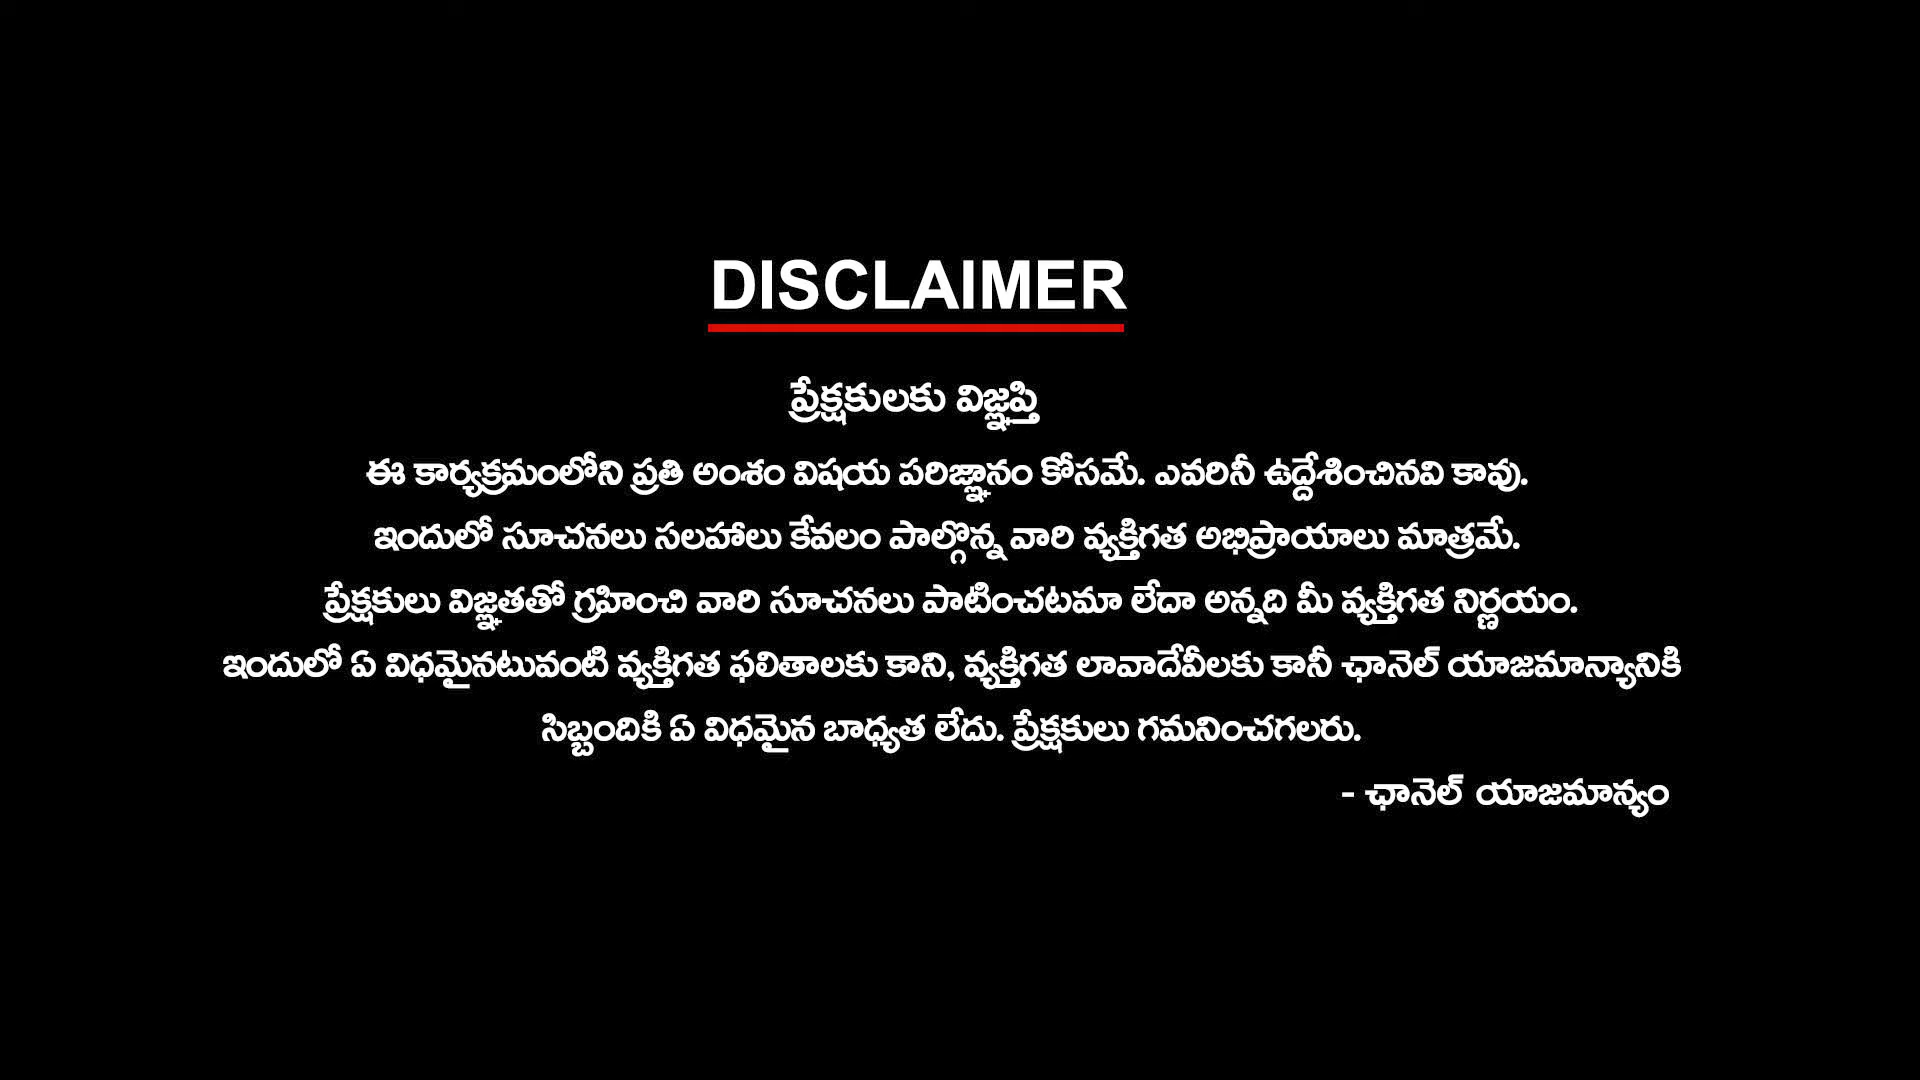 DISCLAIMER
ప్రేక్షకులకు విజ్ఞప్తి
ఈ కార్యక్రమంలోని ప్రతి అంశం విషయ పరిజ్ఞానం కోసమే. ఎవరినీ ఉద్దేశించినవి కావు.
ఇందులో సూచనలు సలహాలు కేవలం పాల్గొన్న వారి వ్యక్తిగత అభిప్రాయాలు మాత్రమే.
ప్రేక్షకులు విజ్ఞతతో గ్రహించి వారి సూచనలు పాటించటమా లేదా అన్నది మీ వ్యక్తిగత నిర్ణయం.
ఇందులో ఏ విధమైనటువంటి వ్యక్తిగత ఫలితాలకు కాని, వ్యక్తిగత లావాదేవీలకు కానీ ఛానెల్ యాజమాన్యానికి
సిబ్బందికి ఏ విధమైన బాధ్యత లేదు. ప్రేక్షకులు గమనించగలరు.
- ఛానెల్ యాజమాన్యం